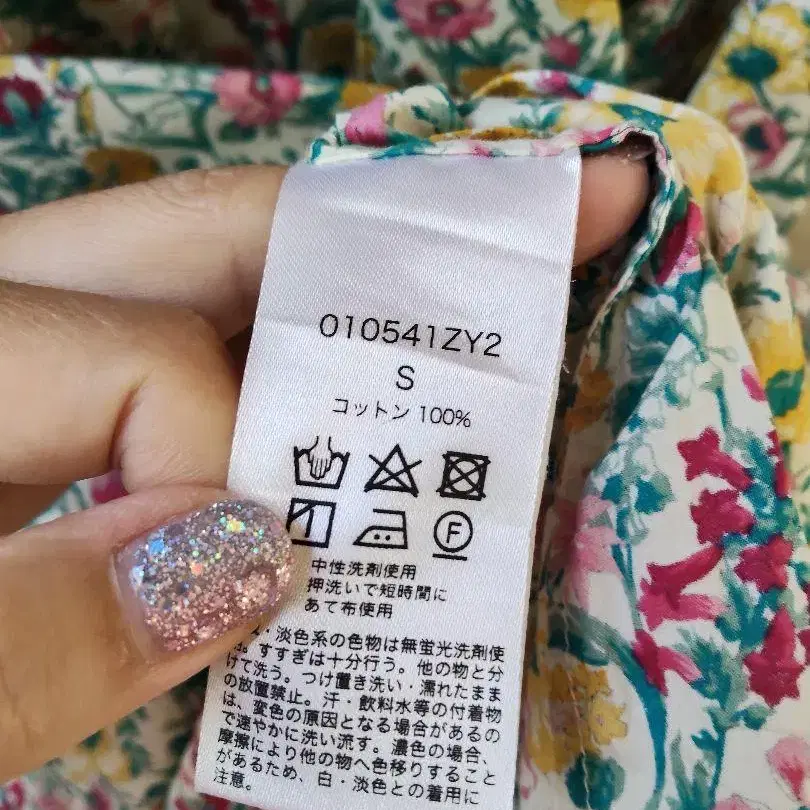 010541ZY2
S
コットン 100%
F
中性洗剤使用
押洗いで短時間に
あて布使用
・淡色系の色物は無蛍光洗剤使
。すすぎは十分行う。他の物と分
けて洗う。つけ置き洗い・濡れたまま
の放置禁止。汗・飲料水等の付着物
は、変色の原因となる場合があるの
で速やかに洗い流す。濃色の場合、
摩擦により他の物へ色移りすること
があるため、白・淡色との着用に
注意。